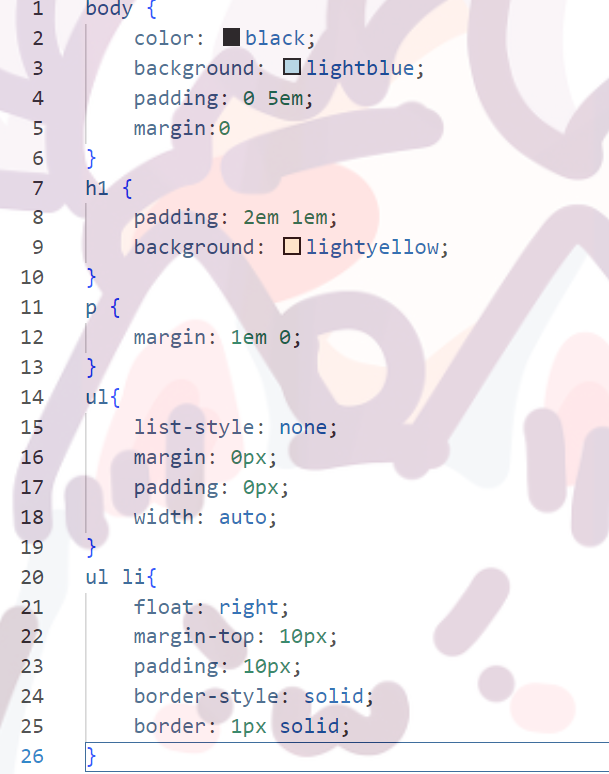 1 body {
2     color: black;
3     background: lightblue;
4     padding: 0 5em;
5     margin:0
6 }
7 h1 {
8     padding: 2em 1em;
9     background: lightyellow;
10 }
11 p {
12     margin: 1em 0;
13 }
14 ul{
15     list-style: none;
16     margin: 0px;
17     padding: 0px;
18     width: auto;
19 }
20 ul li{
21     float: right;
22     margin-top: 10px;
23     padding: 10px;
24     border-style: solid;
25     border: 1px solid;
26 }